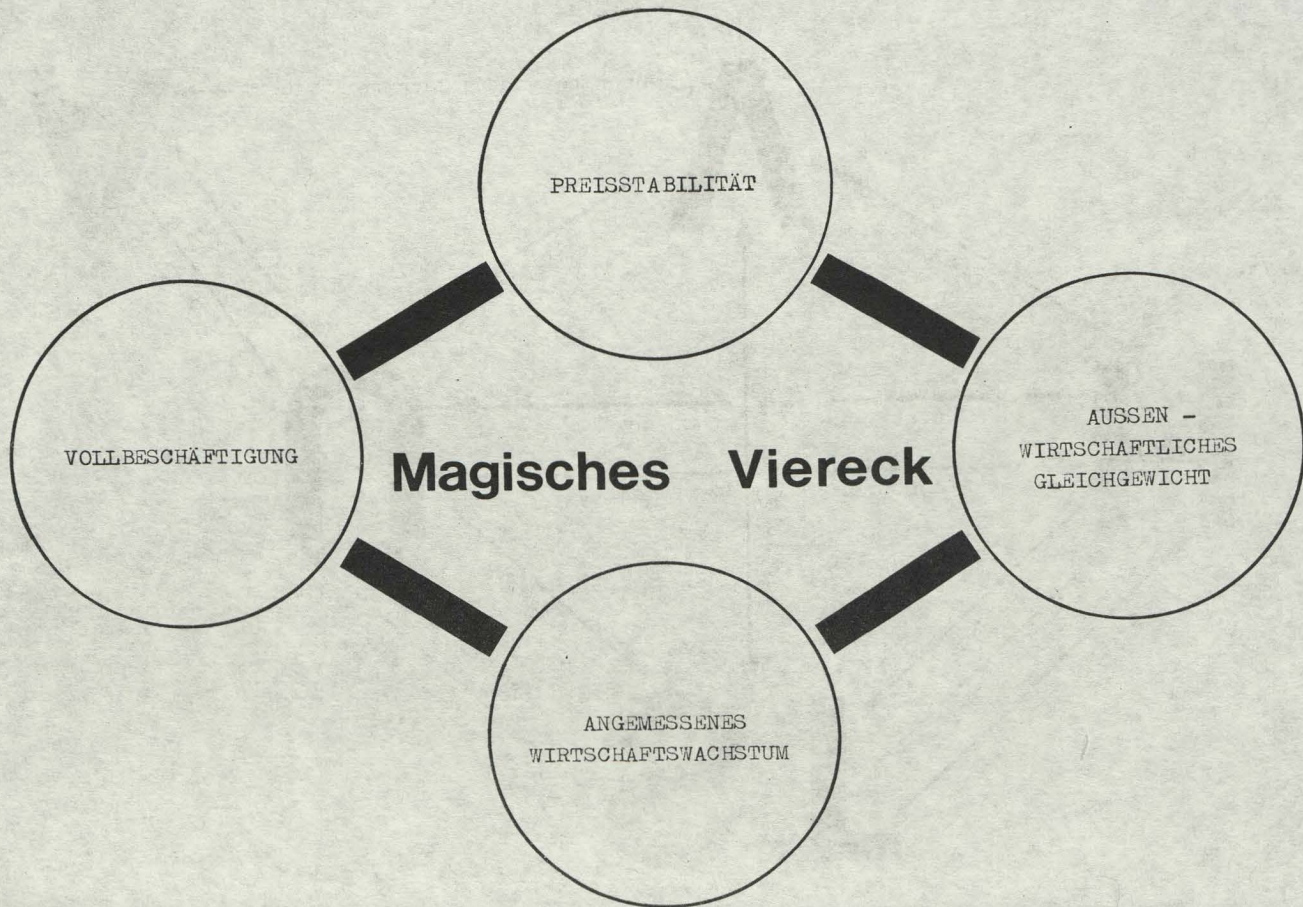 PREISSTABILITÄT
VOLLBESCHÄFTIGUNG
Magisches Viereck
AUSSEN -
WIRTSCHAFTLICHES
GLEICHGEWICHT
ANGEMESSENES
WIRTSCHAFTSWACHSTUM